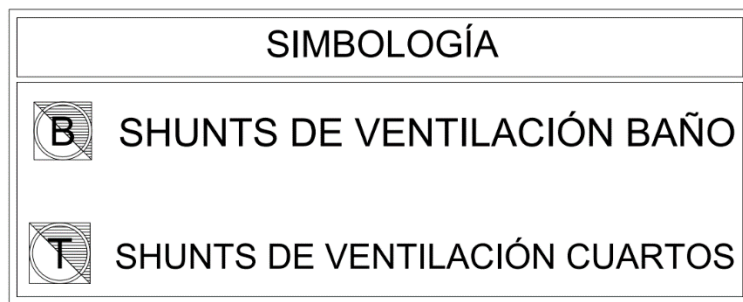 SIMBOLOGÍA
B SHUNTS DE VENTILACIÓN BAÑO
T SHUNTS DE VENTILACIÓN CUARTOS